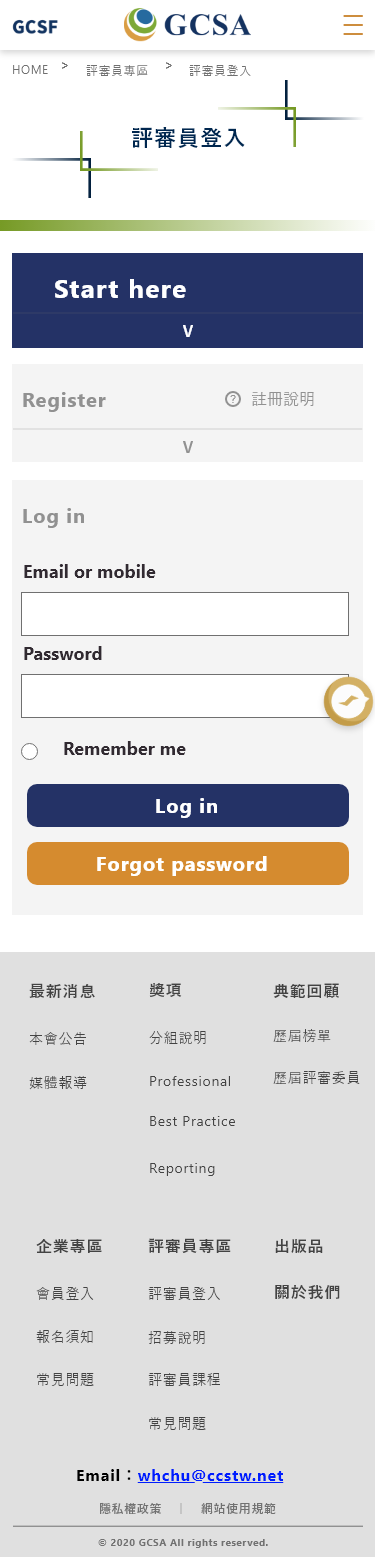 GCSF GCSA
HOME > 評審員專區 > 評審員登入
評審員登入
Start here
V
Register ? 註冊說明
V
Log in
Email or mobile
Password
Remember me
Log in
Forgot password
最新消息 獎項 典範回顧
本會公告 分組說明 歷屆榜單
媒體報導 Professional 歷屆評審委員
Best Practice
Reporting
企業專區 評審員專區 出版品
會員登入 評審員登入 關於我們
報名須知 招募說明
常見問題 評審員課程
常見問題
Email：whchu@ccstw.net
隱私權政策 | 網站使用規範
© 2020 GCSA All rights reserved.